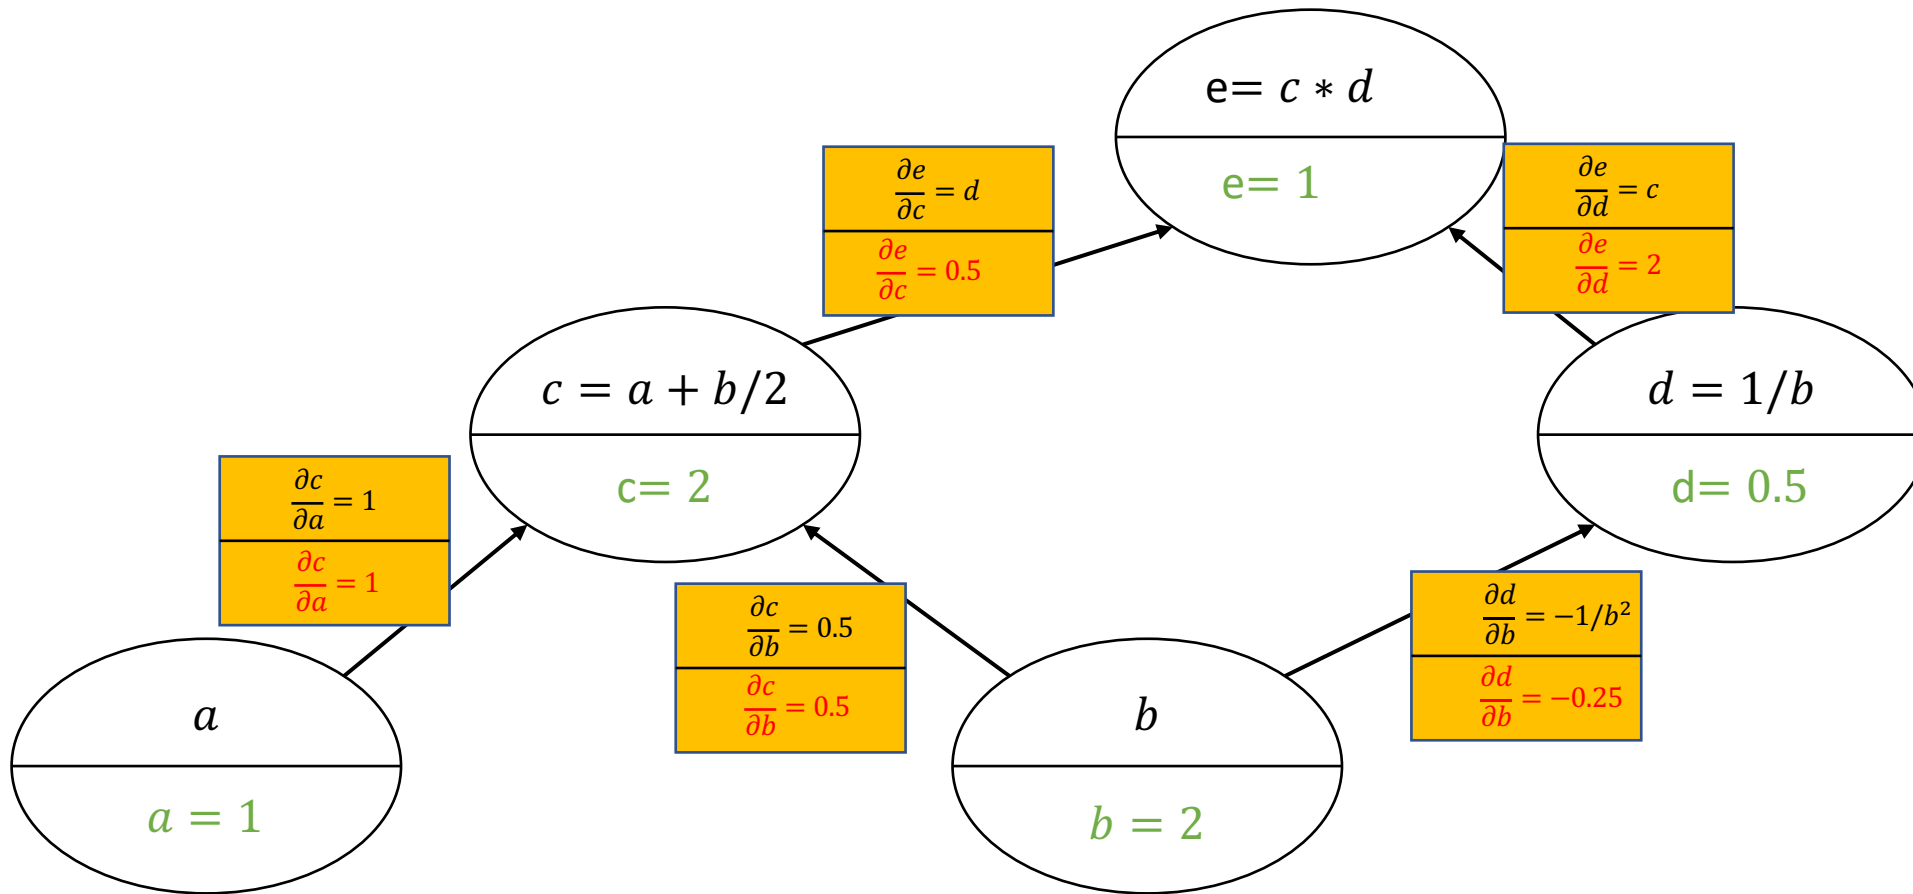 e= c ∗ d
e= 1
∂e/∂c = d
∂e/∂c = 0.5
∂e/∂d = c
∂e/∂d = 2
c = a + b/2
c= 2
d = 1/b
d= 0.5
∂c/∂a = 1
∂c/∂a = 1
∂c/∂b = 0.5
∂c/∂b = 0.5
∂d/∂b = −1/b²
∂d/∂b = −0.25
a
a = 1
b
b = 2